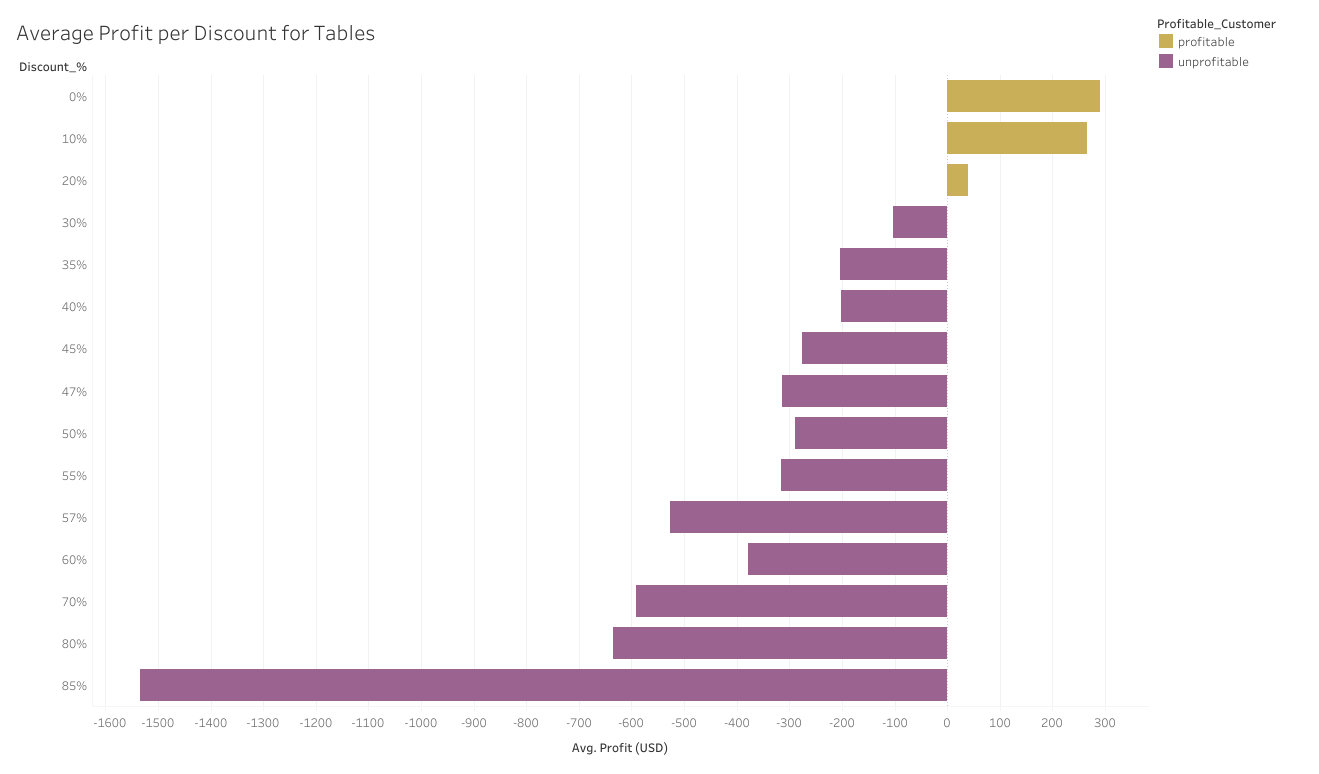 Average Profit per Discount for Tables
Profitable_Customer
profitable
unprofitable
Discount_%
0%
10%
20%
30%
35%
40%
45%
47%
50%
55%
57%
60%
70%
80%
85%
-1600 -1500 -1400 -1300 -1200 -1100 -1000 -900 -800 -700 -600 -500 -400 -300 -200 -100 0 100 200 300
Avg. Profit (USD)